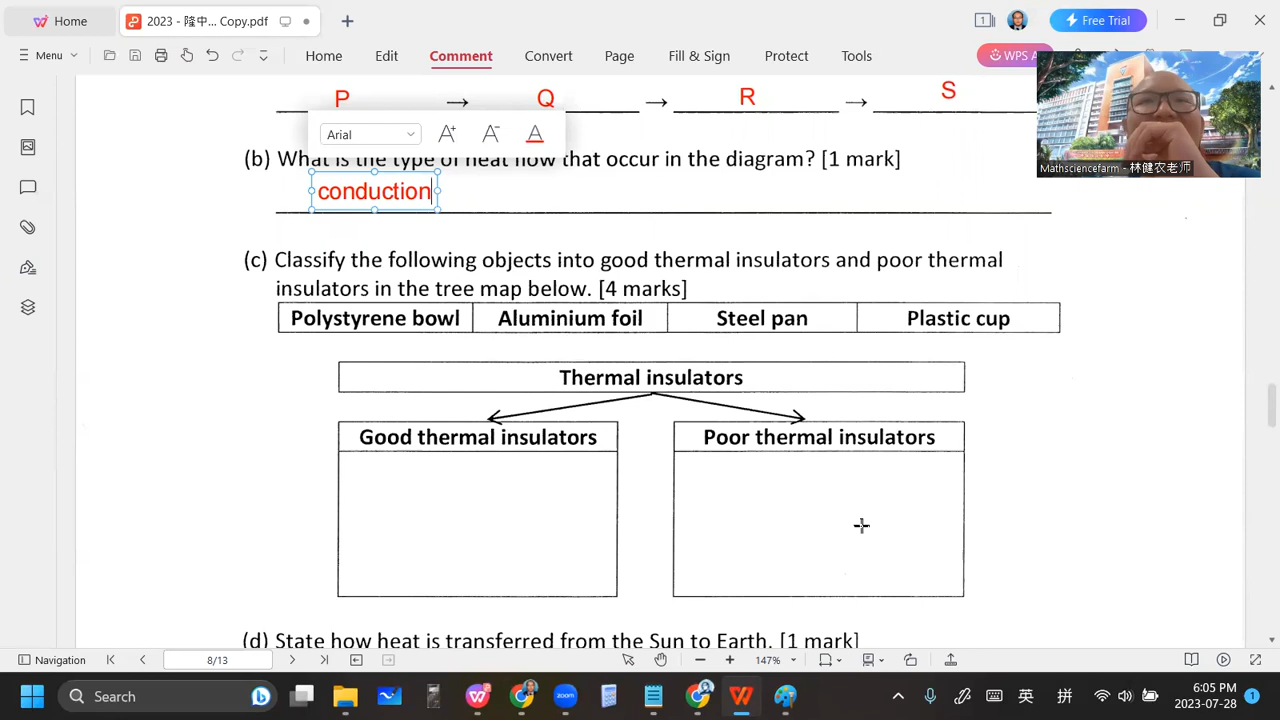 Home
2023 - 隆中... Copy.pdf
1
Free Trial
Menu
Home
Edit
Comment
Convert
Page
Fill & Sign
Protect
Tools
WPS A
P → Q → R → S
Arial
A+ A- A
(b) What is the type of heat flow that occur in the diagram? [1 mark]
conduction
Mathsciencefarm - 林健农老师
(c) Classify the following objects into good thermal insulators and poor thermal
insulators in the tree map below. [4 marks]
Polystyrene bowl
Aluminium foil
Steel pan
Plastic cup
Thermal insulators
Good thermal insulators
Poor thermal insulators
(d) State how heat is transferred from the Sun to Earth. [1 mark]
Navigation
8/13
147%
Search
英
拼
6:05 PM
2023-07-28
1